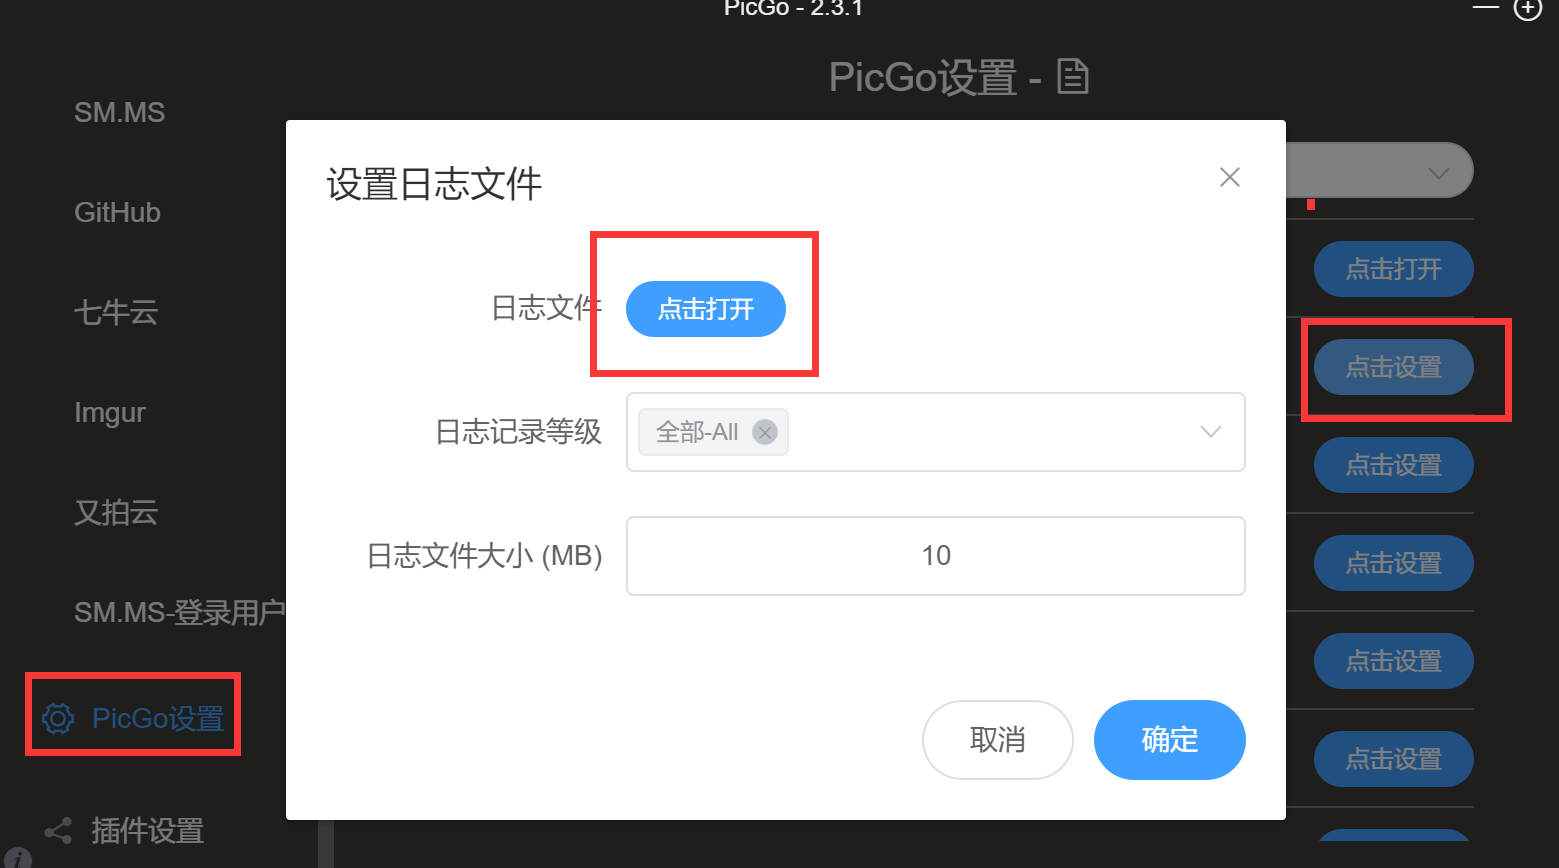 PicGo - 2.3.1
PicGo设置 -
SM.MS
GitHub
七牛云
Imgur
又拍云
SM.MS-登录用户
PicGo设置
插件设置
设置日志文件
日志文件
点击打开
日志记录等级
全部-All
日志文件大小 (MB)
10
取消
确定
点击打开
点击设置
点击设置
点击设置
点击设置
点击设置